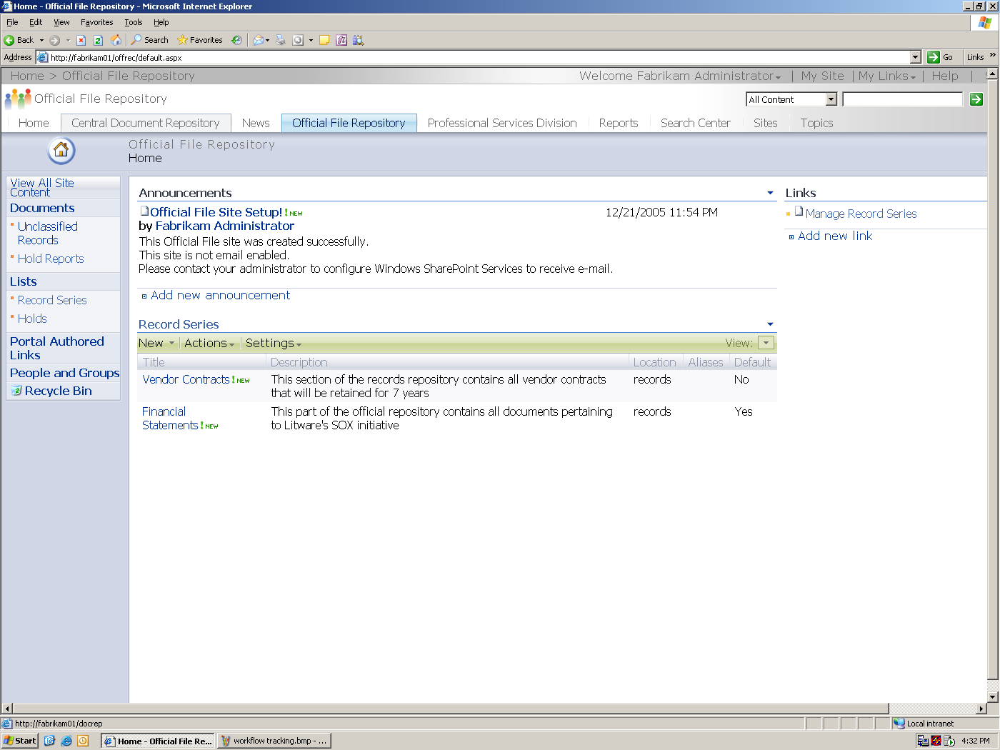 Home - Official File Repository - Microsoft Internet Explorer
File Edit View Favorites Tools Help
Back Search Favorites
Address http://fabrikam01/offrec/default.aspx Go Links »
Home > Official File Repository Welcome Fabrikam Administrator | My Site | My Links | Help |
Official File Repository All Content
Home Central Document Repository News Official File Repository Professional Services Division Reports Search Center Sites Topics
Official File Repository
Home
View All Site
Content
Documents
Unclassified
Records
Hold Reports
Lists
Record Series
Holds
Portal Authored
Links
People and Groups
Recycle Bin
Announcements
Official File Site Setup! ! NEW 12/21/2005 11:54 PM
by Fabrikam Administrator
This Official File site was created successfully.
This site is not email enabled.
Please contact your administrator to configure Windows SharePoint Services to receive e-mail.
Add new announcement
Record Series
New Actions Settings View:
Title Description Location Aliases Default
Vendor Contracts ! NEW This section of the records repository contains all vendor contracts records No
that will be retained for 7 years
Financial This part of the official repository contains all documents pertaining records Yes
Statements ! NEW to Litware's SOX initiative
Links
Manage Record Series
Add new link
http://fabrikam01/docrep Local intranet
Start Home - Official File Re... workflow tracking.bmp - ... 4:32 PM